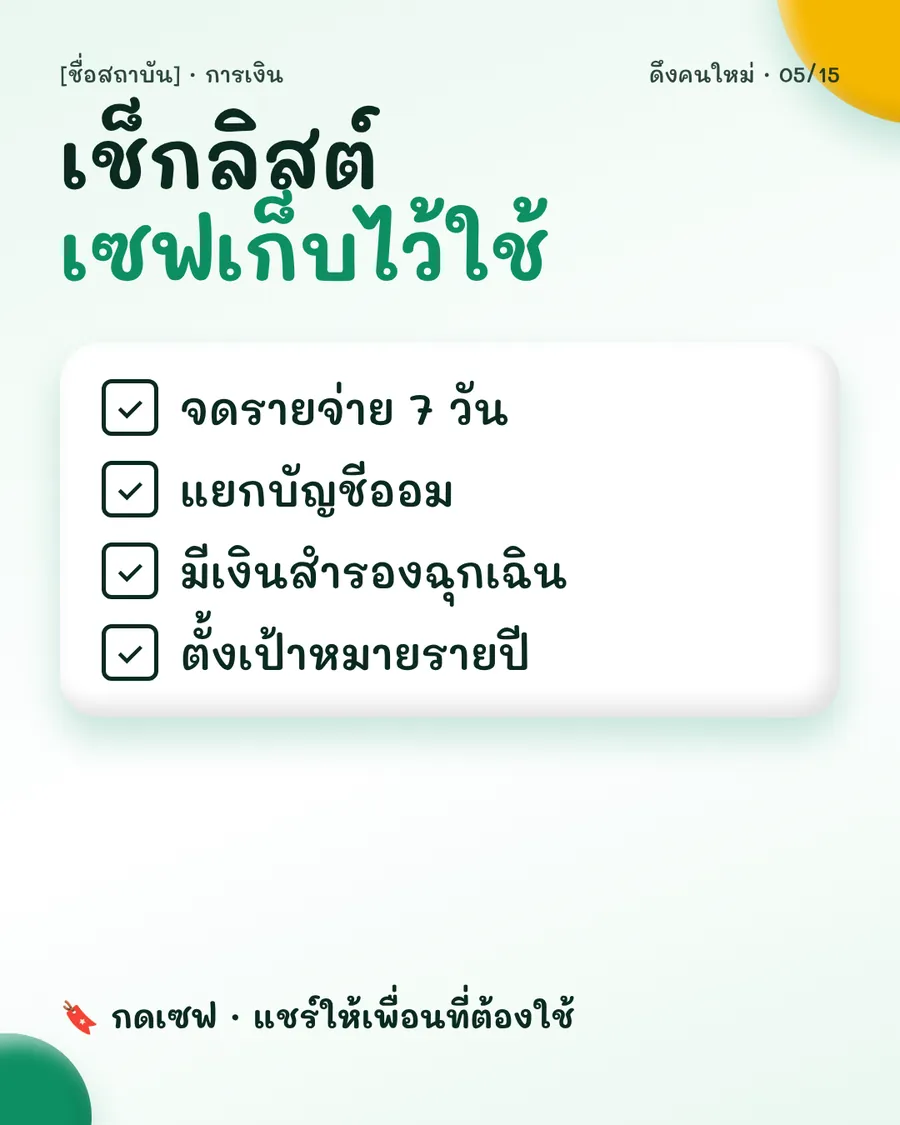 [ชื่อสถาบัน] · การเงิน
ดึงคนใหม่ · 05/15
เช็กลิสต์
เซฟเก็บไว้ใช้
จดรายจ่าย 7 วัน
แยกบัญชีออม
มีเงินสำรองฉุกเฉิน
ตั้งเป้าหมายรายปี
กดเซฟ · แชร์ให้เพื่อนที่ต้องใช้